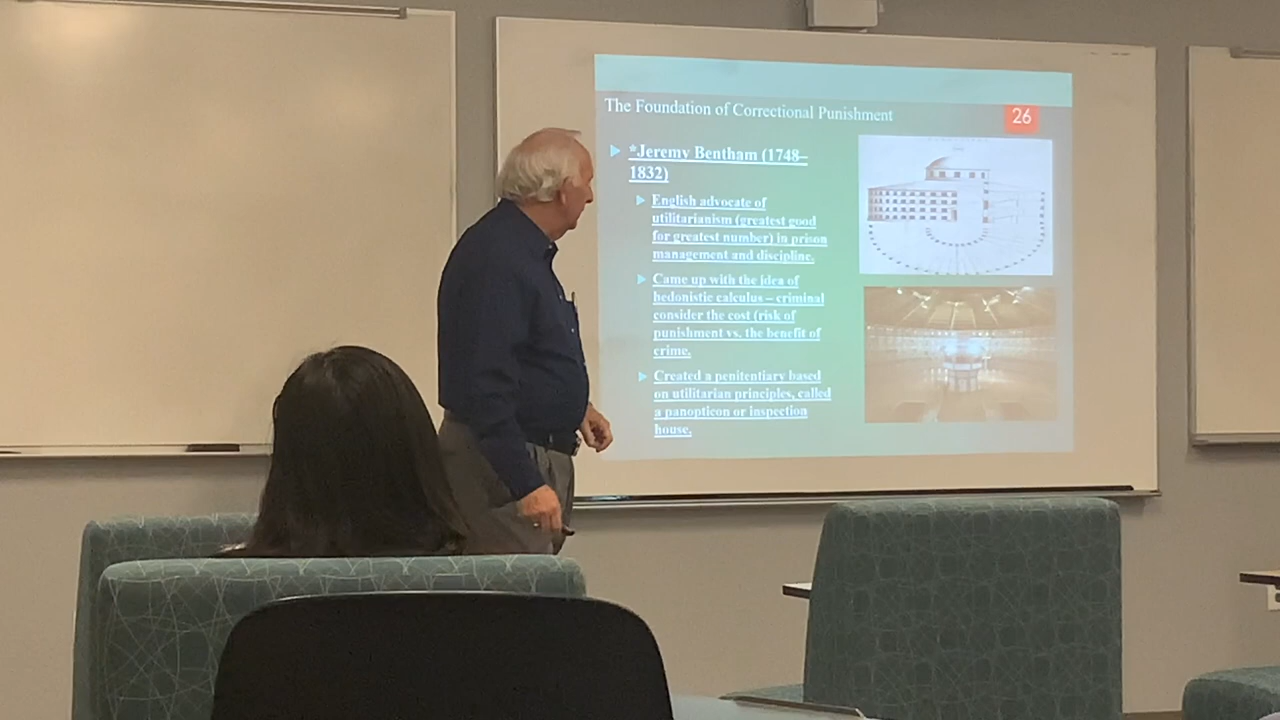 The Foundation of Correctional Punishment
26
*Jeremy Bentham (1748–
1832)
English advocate of
utilitarianism (greatest good
for greatest number) in prison
management and discipline.
Came up with the idea of
hedonistic calculus – criminal
consider the cost (risk of
punishment vs. the benefit of
crime.
Created a penitentiary based
on utilitarian principles, called
a panopticon or inspection
house.